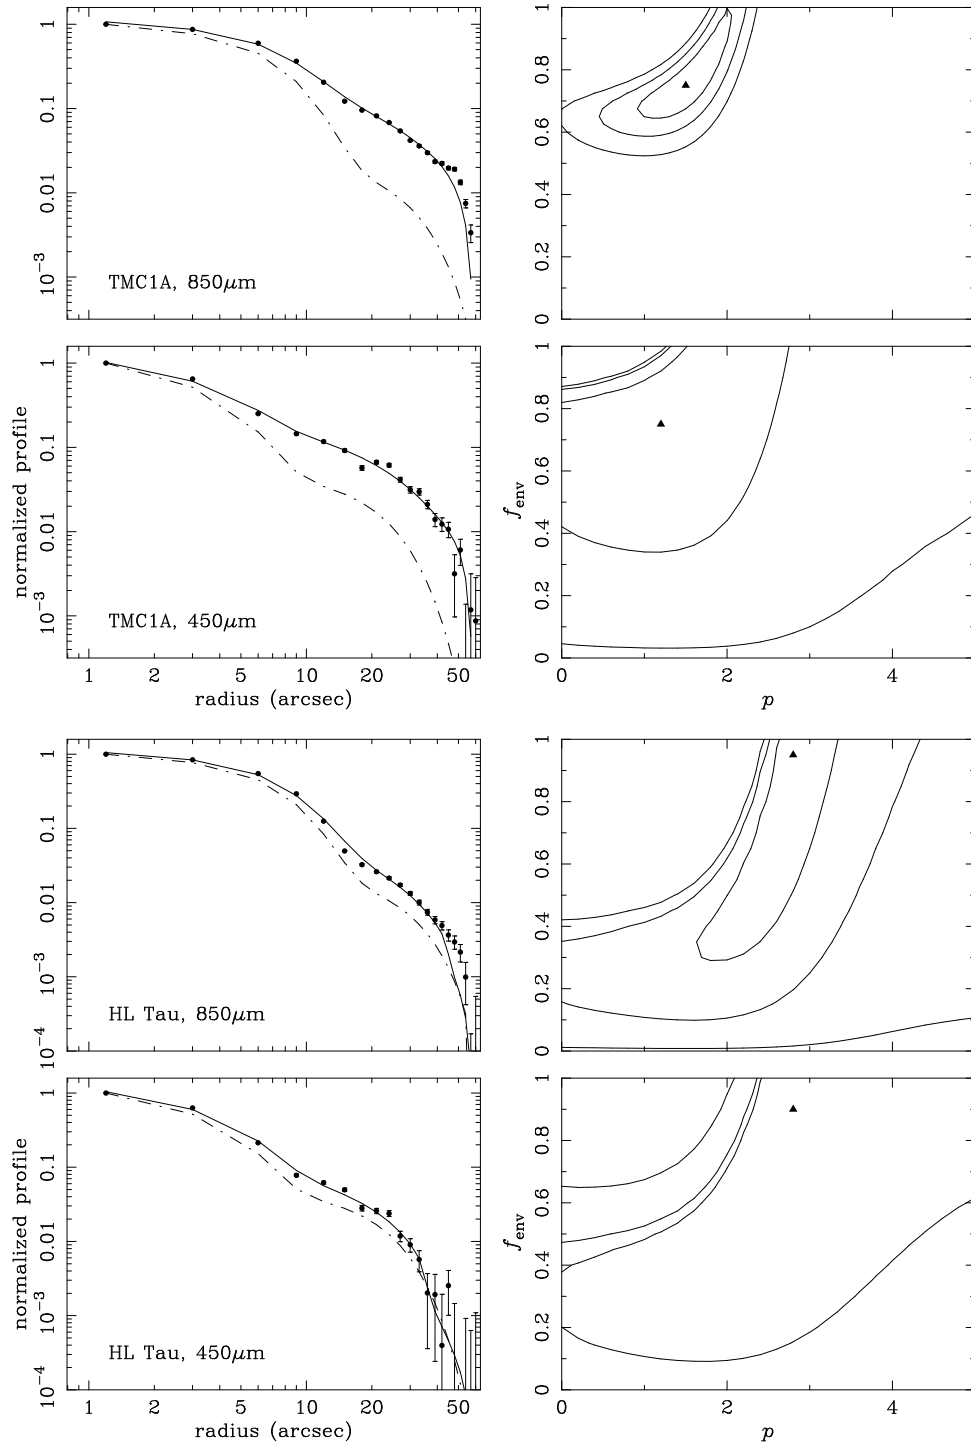 1
0.1
0.01
10⁻³
TMC1A, 850μm
0 0.2 0.4 0.6 0.8 1
1
0.1
0.01
10⁻³
normalized profile
TMC1A, 450μm
1 2 5 10 20 50
radius (arcsec)
0 0.2 0.4 0.6 0.8 1
f_env
0 2 4
p
1
0.1
0.01
10⁻³
10⁻⁴
HL Tau, 850μm
0 0.2 0.4 0.6 0.8 1
1
0.1
0.01
10⁻³
10⁻⁴
normalized profile
HL Tau, 450μm
1 2 5 10 20 50
radius (arcsec)
0 0.2 0.4 0.6 0.8 1
f_env
0 2 4
p